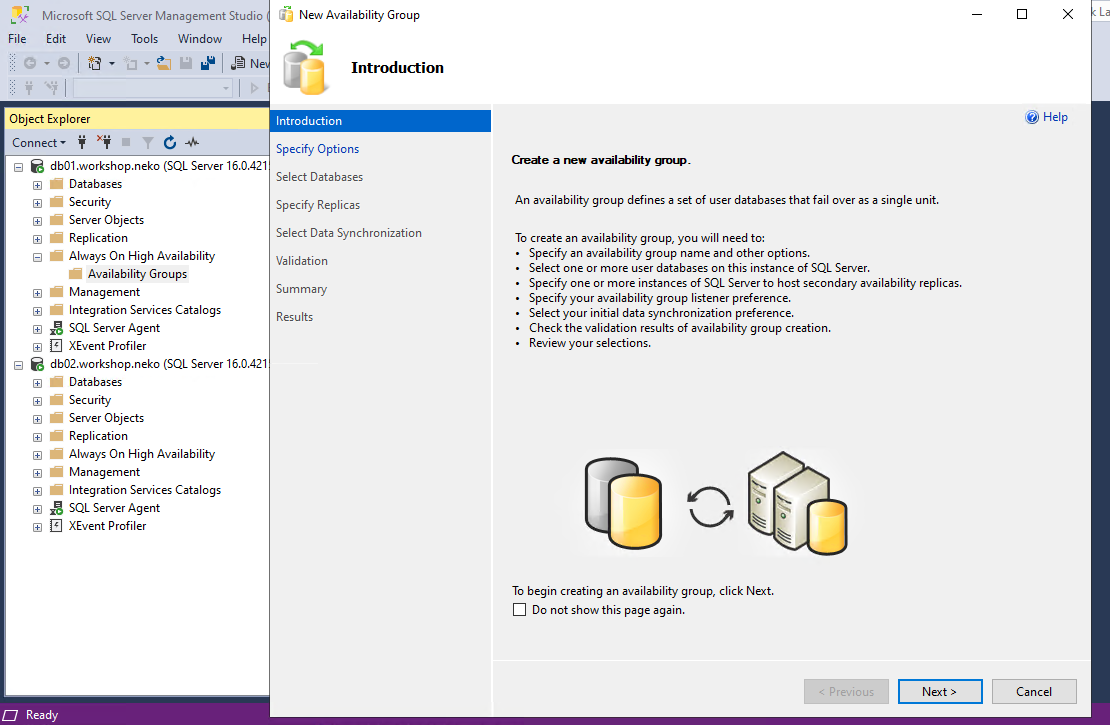 Microsoft SQL Server Management Studio (
File Edit View Tools Window Help
New
Object Explorer
Connect
db01.workshop.neko (SQL Server 16.0.421
Databases
Security
Server Objects
Replication
Always On High Availability
Availability Groups
Management
Integration Services Catalogs
SQL Server Agent
XEvent Profiler
db02.workshop.neko (SQL Server 16.0.421
Databases
Security
Server Objects
Replication
Always On High Availability
Management
Integration Services Catalogs
SQL Server Agent
XEvent Profiler
Ready
New Availability Group
Introduction
Introduction
Specify Options
Select Databases
Specify Replicas
Select Data Synchronization
Validation
Summary
Results
Help
Create a new availability group.
An availability group defines a set of user databases that fail over as a single unit.
To create an availability group, you will need to:
• Specify an availability group name and other options.
• Select one or more user databases on this instance of SQL Server.
• Specify one or more instances of SQL Server to host secondary availability replicas.
• Specify your availability group listener preference.
• Select your initial data synchronization preference.
• Check the validation results of availability group creation.
• Review your selections.
To begin creating an availability group, click Next.
Do not show this page again.
< Previous Next > Cancel